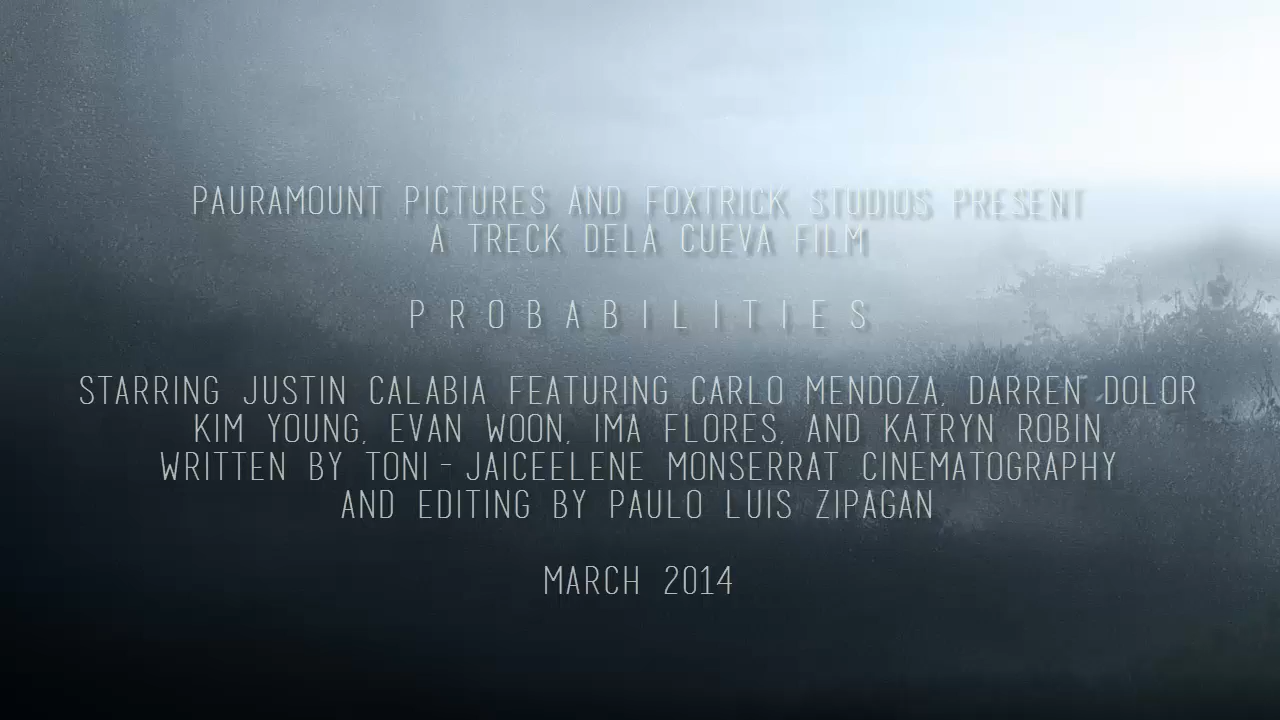 PAURAMOUNT PICTURES AND FOXTRICK STUDIOS PRESENT
A TRECK DELA CUEVA FILM
PROBABILITIES
STARRING JUSTIN CALABIA FEATURING CARLO MENDOZA, DARREN DOLOR
KIM YOUNG, EVAN WOON, IMA FLORES, AND KATRYN ROBIN
WRITTEN BY TONI-JAICEELENE MONSERRAT CINEMATOGRAPHY
AND EDITING BY PAULO LUIS ZIPAGAN
MARCH 2014